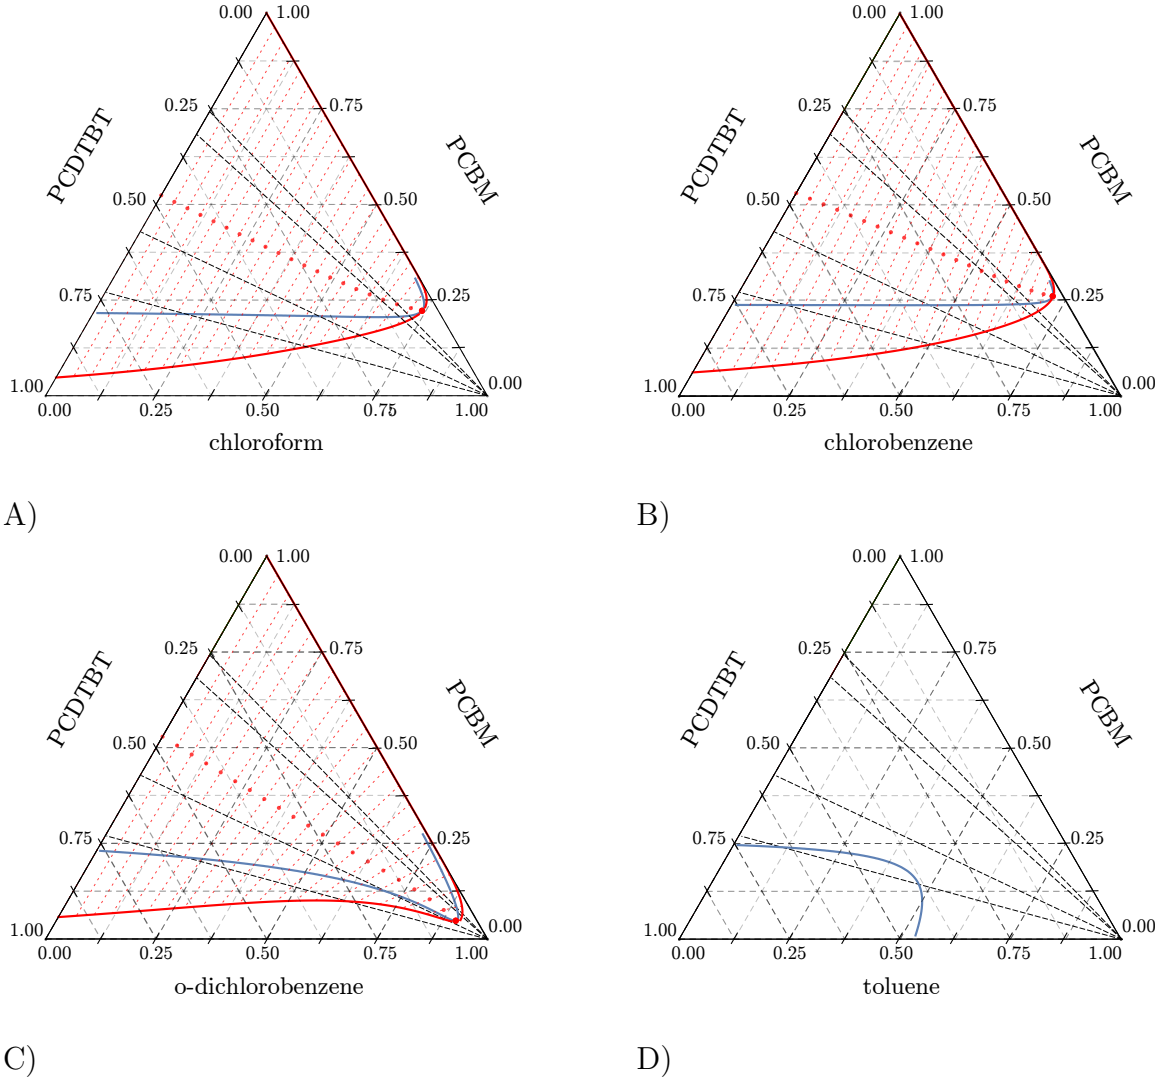 0.00 1.00
0.25 0.75
PCDTBT PCBM
0.50 0.50
0.75 0.25
1.00 0.00
0.00 0.25 0.50 0.75 1.00
chloroform
A)
0.00 1.00
0.25 0.75
PCDTBT PCBM
0.50 0.50
0.75 0.25
1.00 0.00
0.00 0.25 0.50 0.75 1.00
chlorobenzene
B)
0.00 1.00
0.25 0.75
PCDTBT PCBM
0.50 0.50
0.75 0.25
1.00 0.00
0.00 0.25 0.50 0.75 1.00
o-dichlorobenzene
C)
0.00 1.00
0.25 0.75
PCDTBT PCBM
0.50 0.50
0.75 0.25
1.00 0.00
0.00 0.25 0.50 0.75 1.00
toluene
D)